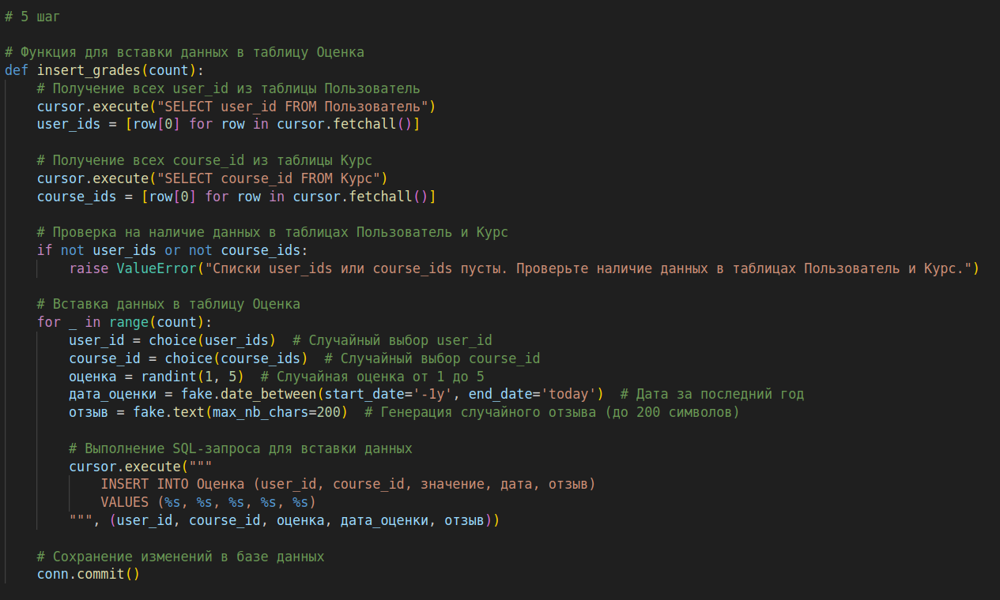 # 5 шаг
# Функция для вставки данных в таблицу Оценка
def insert_grades(count):
    # Получение всех user_id из таблицы Пользователь
    cursor.execute("SELECT user_id FROM Пользователь")
    user_ids = [row[0] for row in cursor.fetchall()]
    # Получение всех course_id из таблицы Курс
    cursor.execute("SELECT course_id FROM Курс")
    course_ids = [row[0] for row in cursor.fetchall()]
    # Проверка на наличие данных в таблицах Пользователь и Курс
    if not user_ids or not course_ids:
        raise ValueError("Списки user_ids или course_ids пусты. Проверьте наличие данных в таблицах Пользователь и Курс.")
    # Вставка данных в таблицу Оценка
    for _ in range(count):
        user_id = choice(user_ids)  # Случайный выбор user_id
        course_id = choice(course_ids)  # Случайный выбор course_id
        оценка = randint(1, 5)  # Случайная оценка от 1 до 5
        дата_оценки = fake.date_between(start_date='-1y', end_date='today')  # Дата за последний год
        отзыв = fake.text(max_nb_chars=200)  # Генерация случайного отзыва (до 200 символов)
        # Выполнение SQL-запроса для вставки данных
        cursor.execute("""
            INSERT INTO Оценка (user_id, course_id, значение, дата, отзыв)
            VALUES (%s, %s, %s, %s, %s)
        """, (user_id, course_id, оценка, дата_оценки, отзыв))
    # Сохранение изменений в базе данных
    conn.commit()